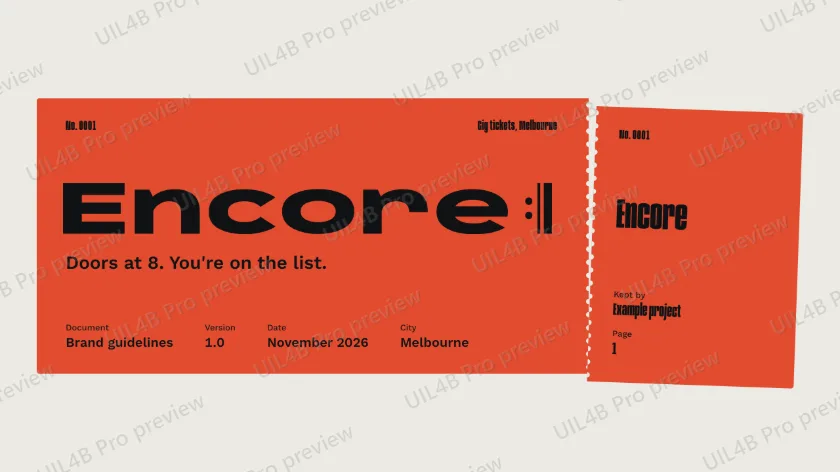 No. 0001
Gig tickets, Melbourne
Encore:||
Doors at 8. You're on the list.
Document
Brand guidelines
Version
1.0
Date
November 2026
City
Melbourne
No. 0001
Encore
Kept by
Example project
Page
1
UIL4B Pro preview